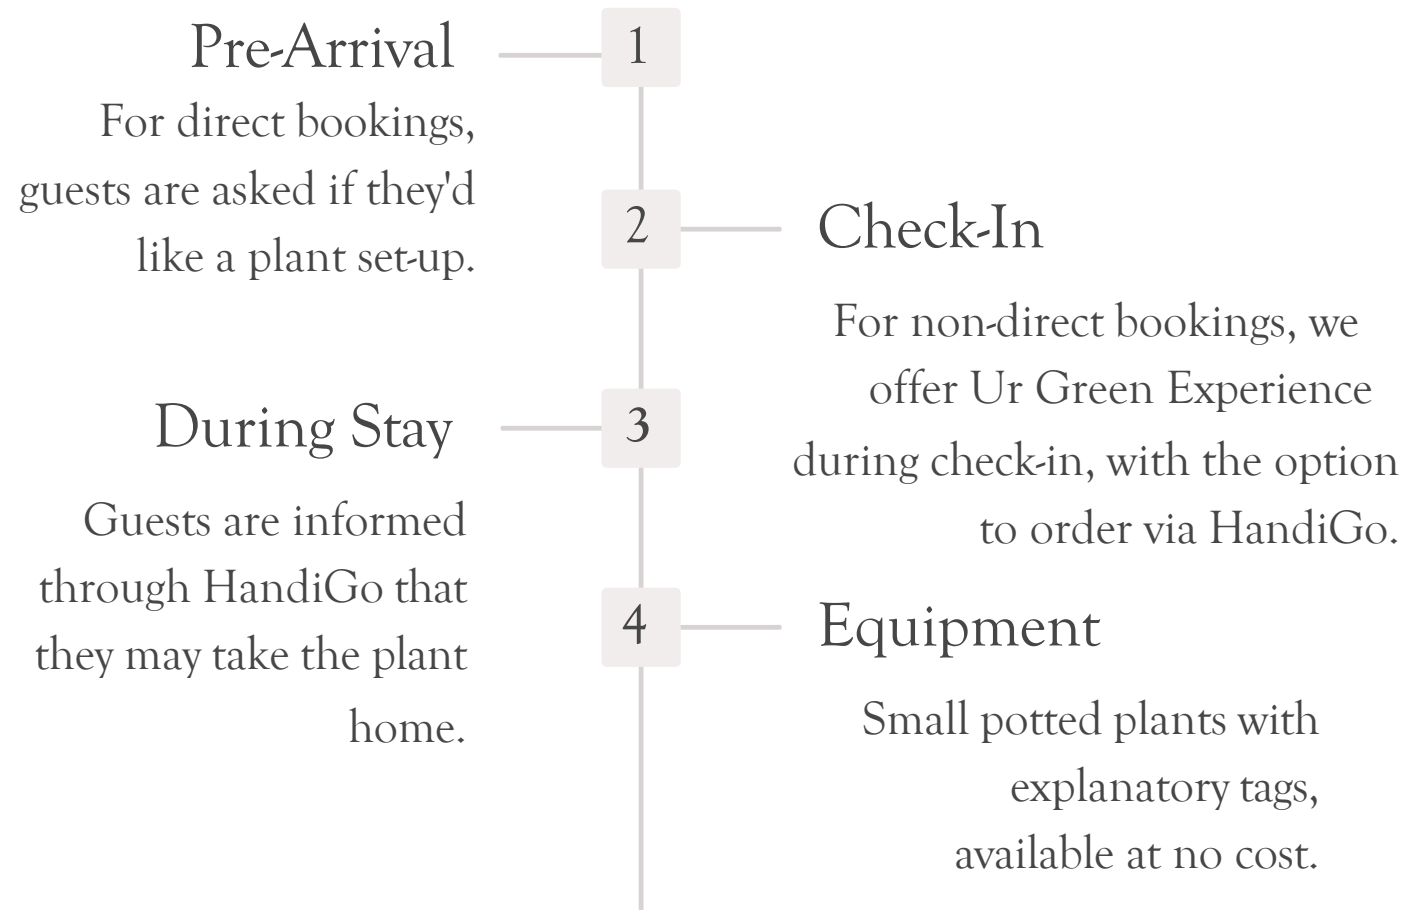 Pre-Arrival
1
For direct bookings,
guests are asked if they'd
like a plant set-up.
2
Check-In
For non-direct bookings, we
offer Ur Green Experience
during check-in, with the option
to order via HandiGo.
During Stay
3
Guests are informed
through HandiGo that
they may take the plant
home.
4
Equipment
Small potted plants with
explanatory tags,
available at no cost.